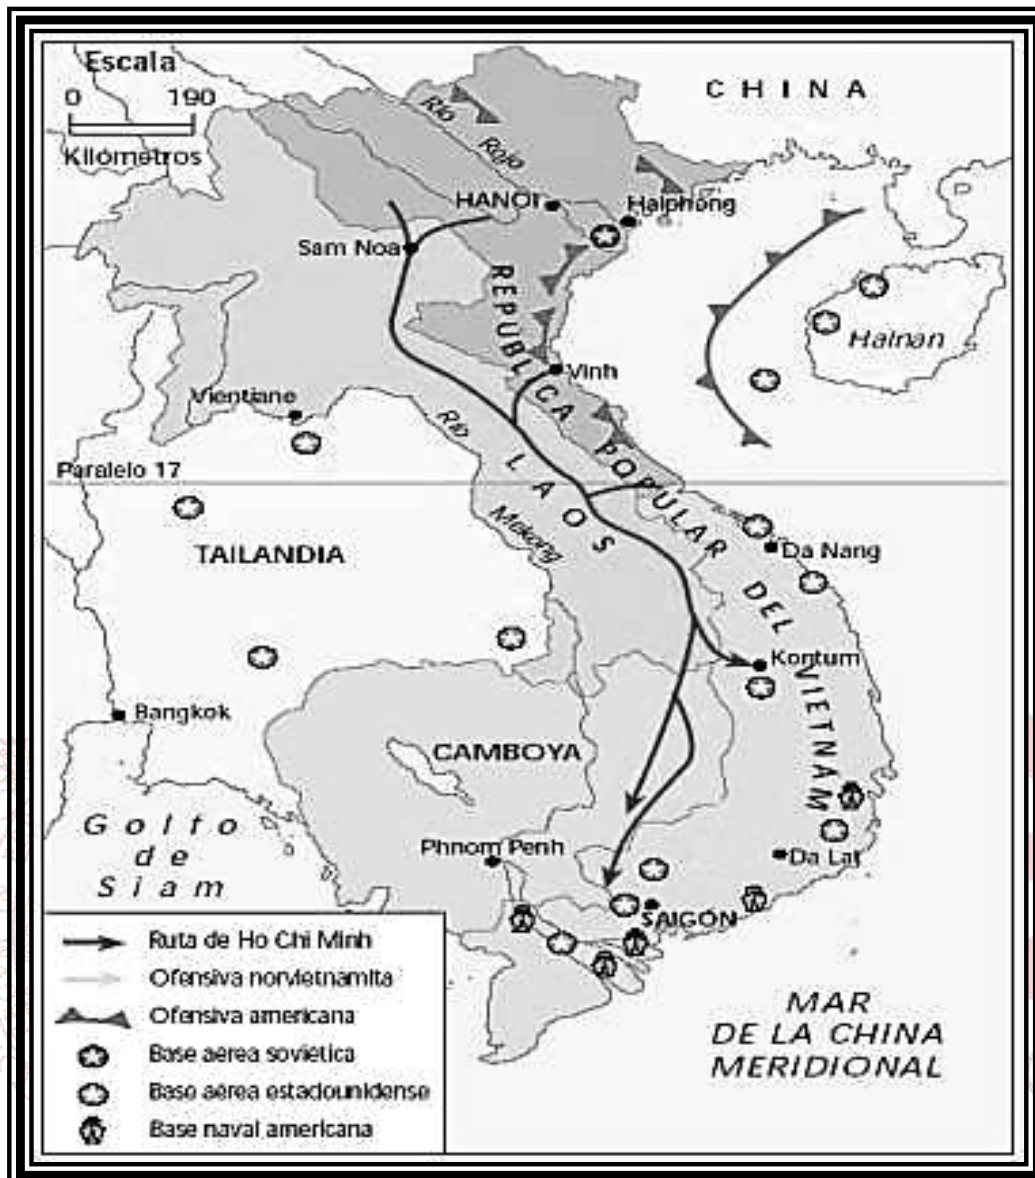 Escala
0 190
Kilómetros
CHINA
Río Rojo
HANOI
Haiphong
Sam Noa
REPUBLICA POPULAR DEL VIETNAM
Hainan
Vinh
Vientiane
Río Mekong
LAOS
Paralelo 17
TAILANDIA
Da Nang
Kontum
Bangkok
CAMBOYA
Golfo
de
Siam
Phnom Penh
Da Lat
SAIGÓN
Ruta de Ho Chi Minh
Ofensiva norvietnamita
Ofensiva americana
Base aérea soviética
Base aérea estadounidense
Base naval americana
MAR
DE LA CHINA
MERIDIONAL